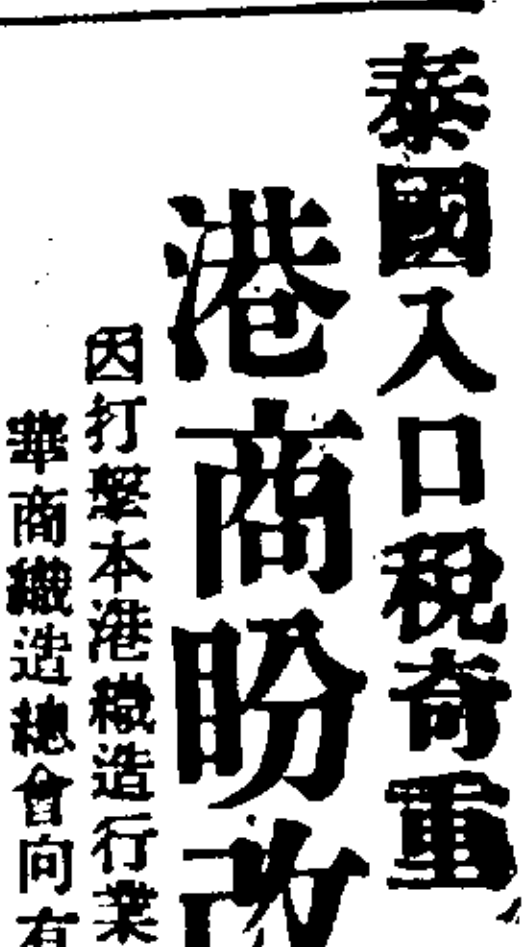 泰國入口稅奇重
港商盼改
因打擊本港織造行業
華商織造總會向有